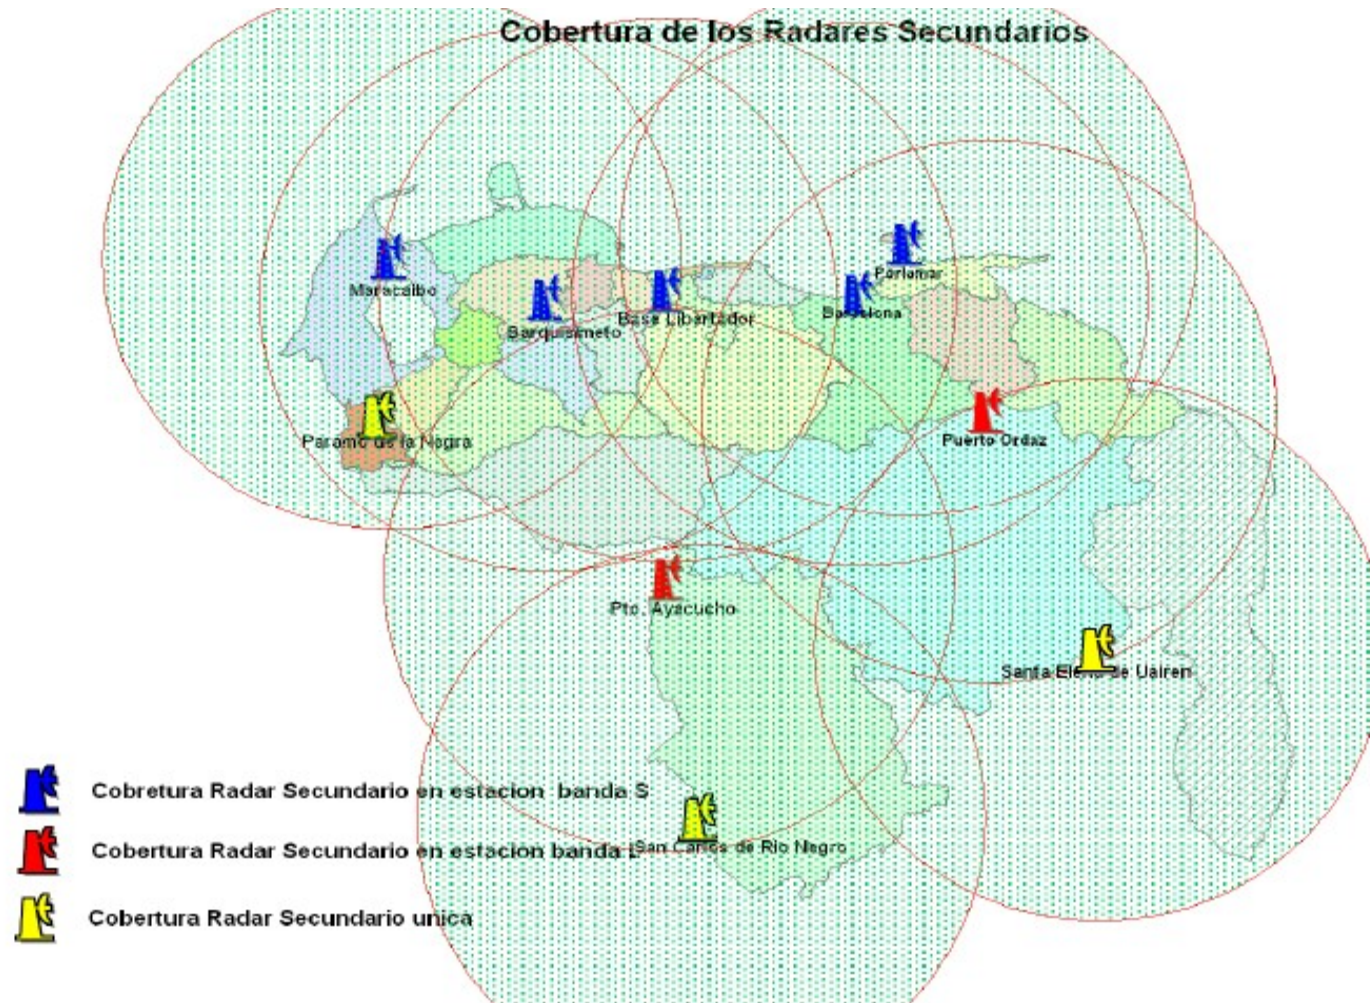 Cobertura de los Radares Secundarios
Maracaibo
Barquisimeto
Base Libertador
Barcelona
Porlamar
Paramo de la Negra
Puerto Ordaz
Pto. Ayacucho
Santa Elena de Uairen
San Carlos de Rio Negro
Cobretura Radar Secundario en estacion banda S
Cobertura Radar Secundario en estacion banda L
Cobertura Radar Secundario unica